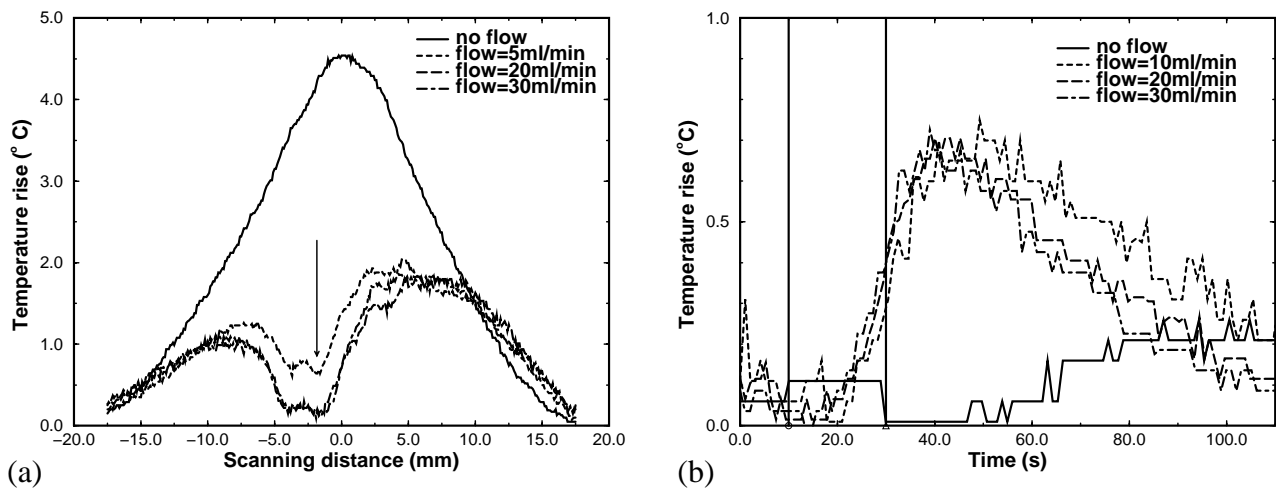 5.0
4.0
3.0
2.0
1.0
0.0
Temperature rise (° C)
no flow
flow=5ml/min
flow=20ml/min
flow=30ml/min
−20.0 −15.0 −10.0 −5.0 0.0 5.0 10.0 15.0 20.0
Scanning distance (mm)
(a)
1.0
0.5
0.0
Temperature rise (° C)
no flow
flow=10ml/min
flow=20ml/min
flow=30ml/min
0.0 20.0 40.0 60.0 80.0 100.0
Time (s)
(b)